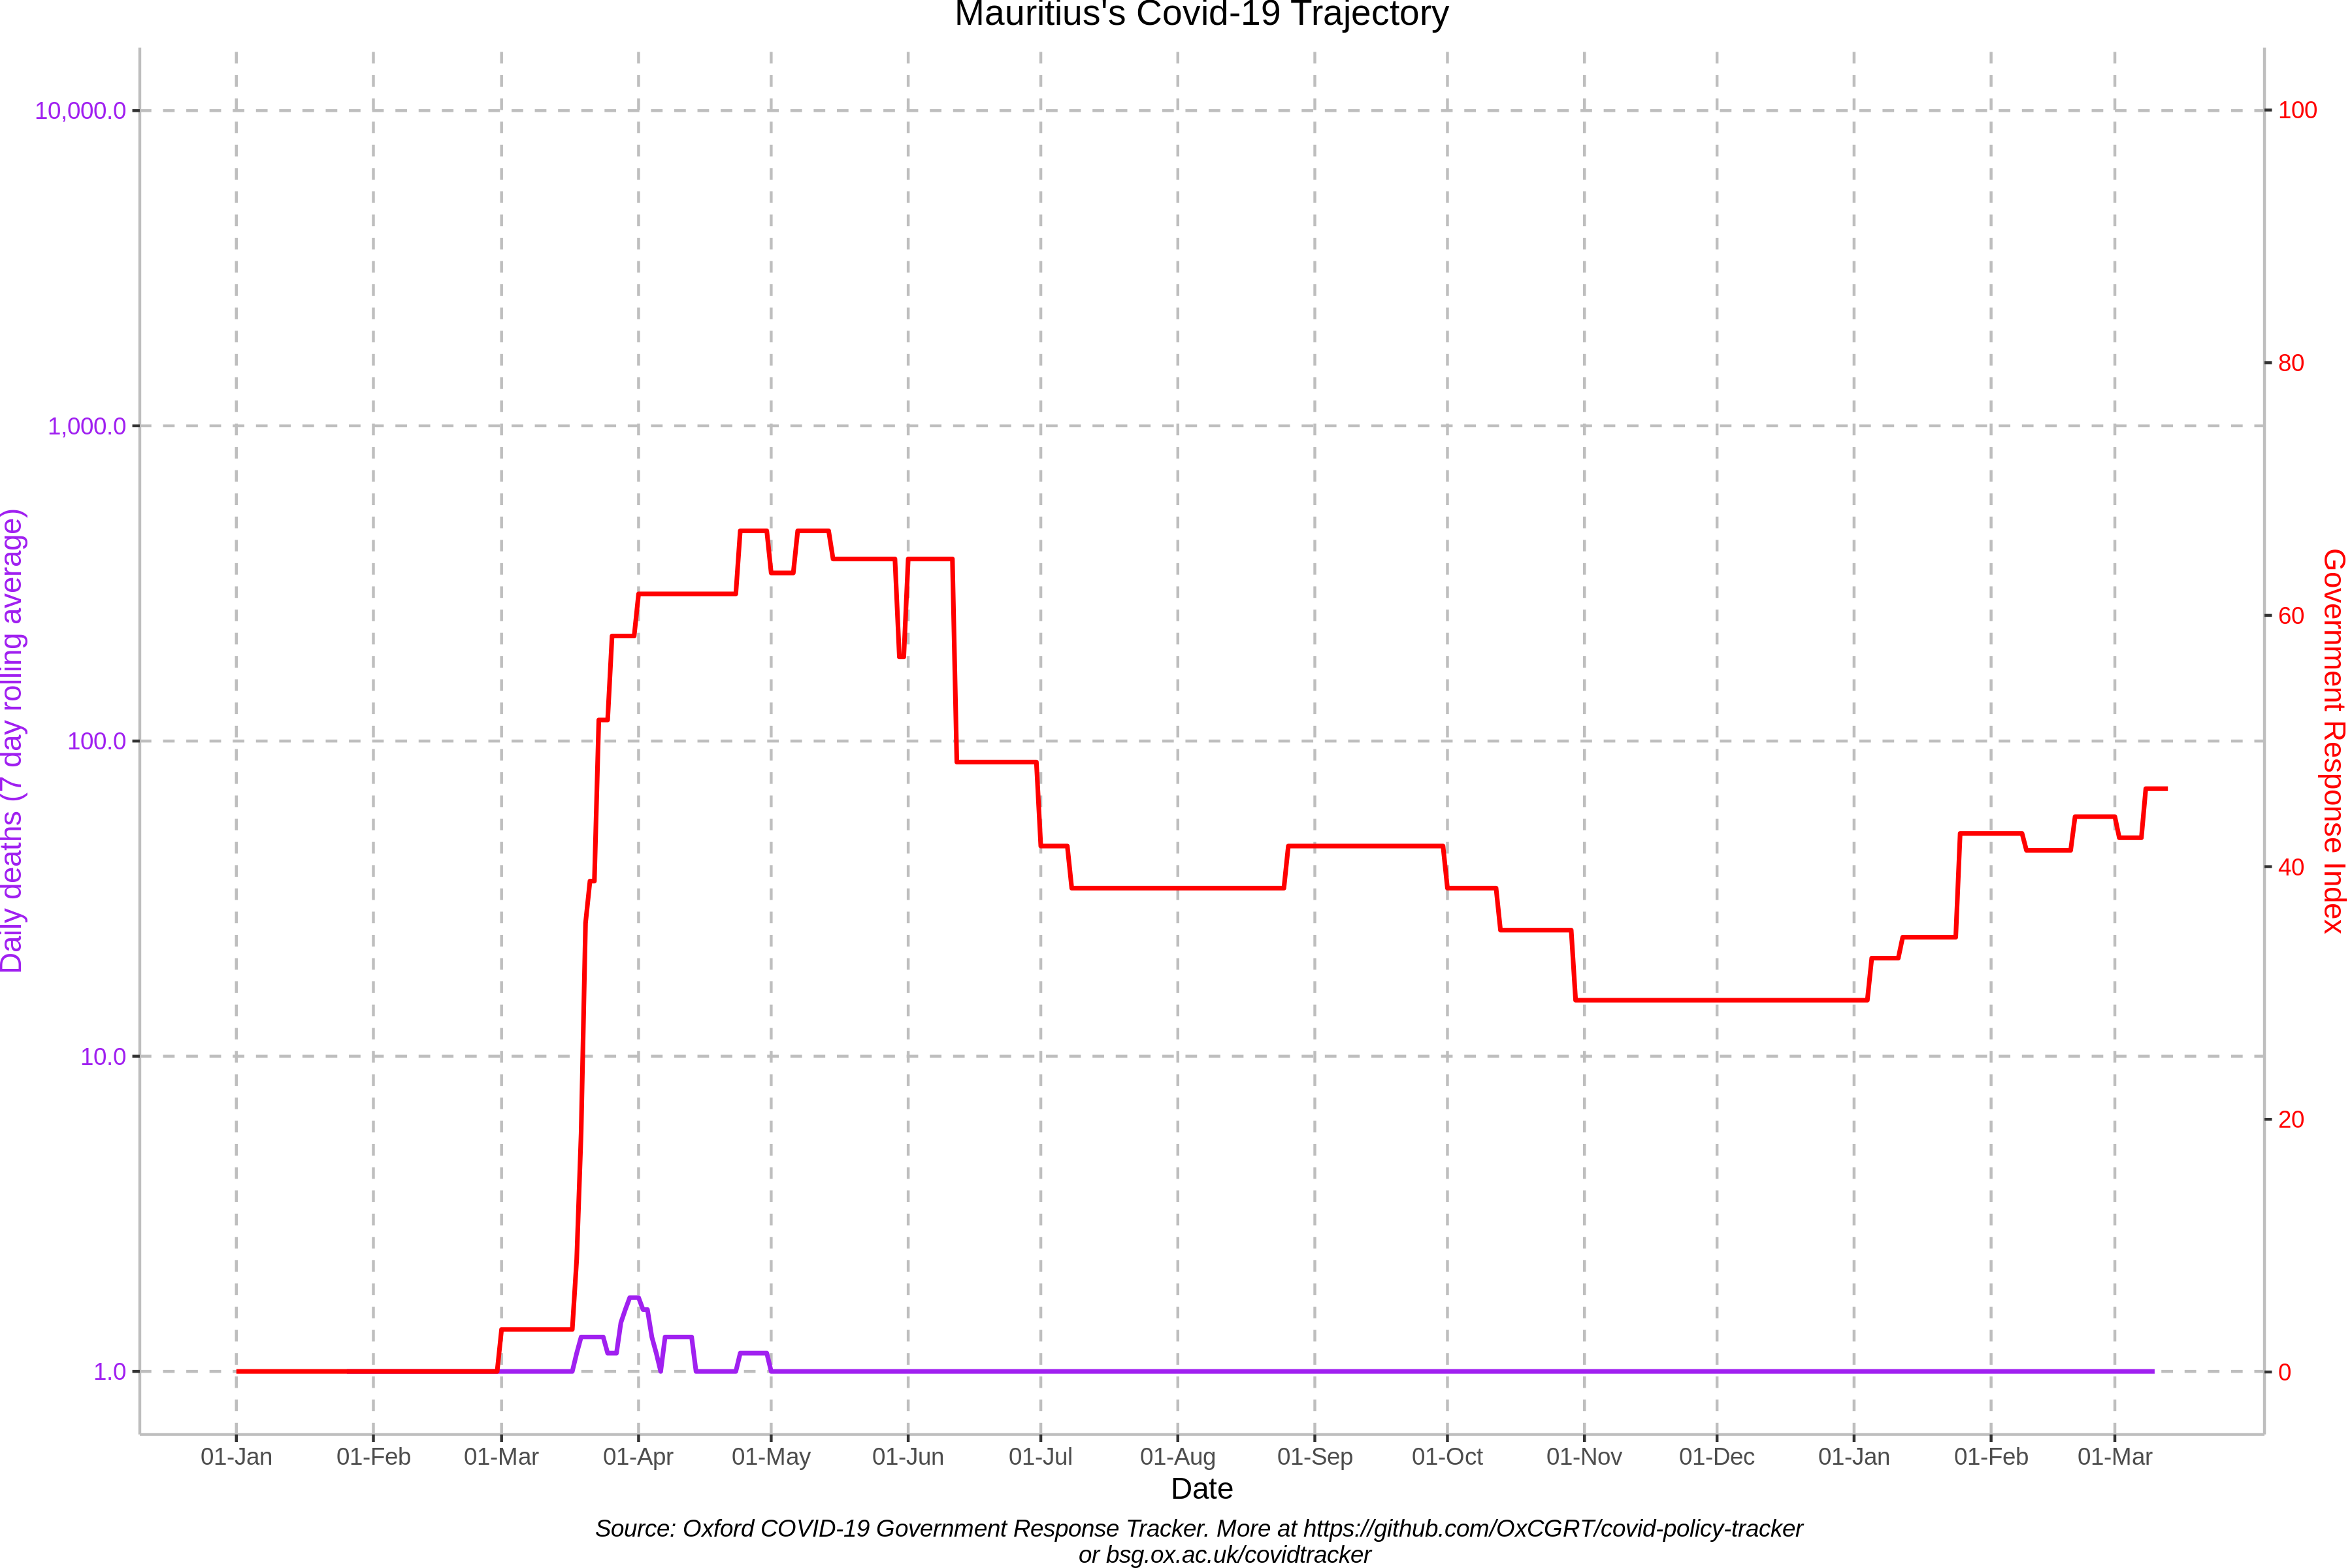 Mauritius's Covid-19 Trajectory
10,000.0
1,000.0
100.0
10.0
1.0
Daily deaths (7 day rolling average)
100
80
60
40
20
0
Government Response Index
01-Jan 01-Feb 01-Mar 01-Apr 01-May 01-Jun 01-Jul 01-Aug 01-Sep 01-Oct 01-Nov 01-Dec 01-Jan 01-Feb 01-Mar
Date
Source: Oxford COVID-19 Government Response Tracker. More at https://github.com/OxCGRT/covid-policy-tracker
or bsg.ox.ac.uk/covidtracker